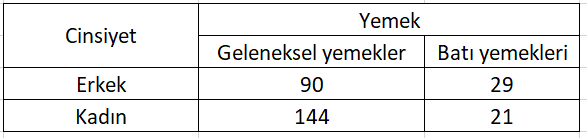 Cinsiyet Yemek
Geleneksel yemekler Batı yemekleri
Erkek 90 29
Kadın 144 21